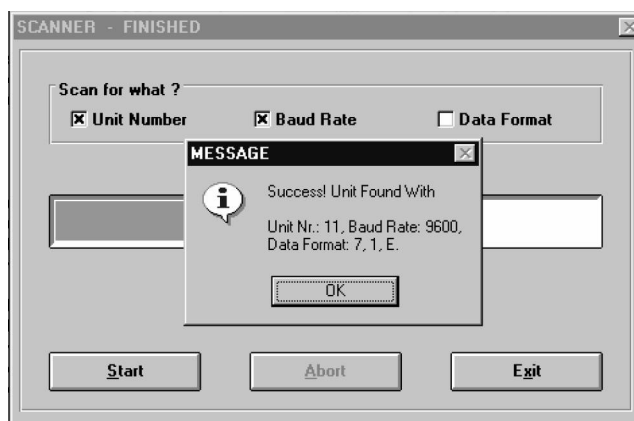 SCANNER - FINISHED
Scan for what ?
Unit Number
Baud Rate
Data Format
MESSAGE
Success! Unit Found With
Unit Nr.: 11, Baud Rate: 9600,
Data Format: 7, 1, E.
OK
Start
Abort
Exit